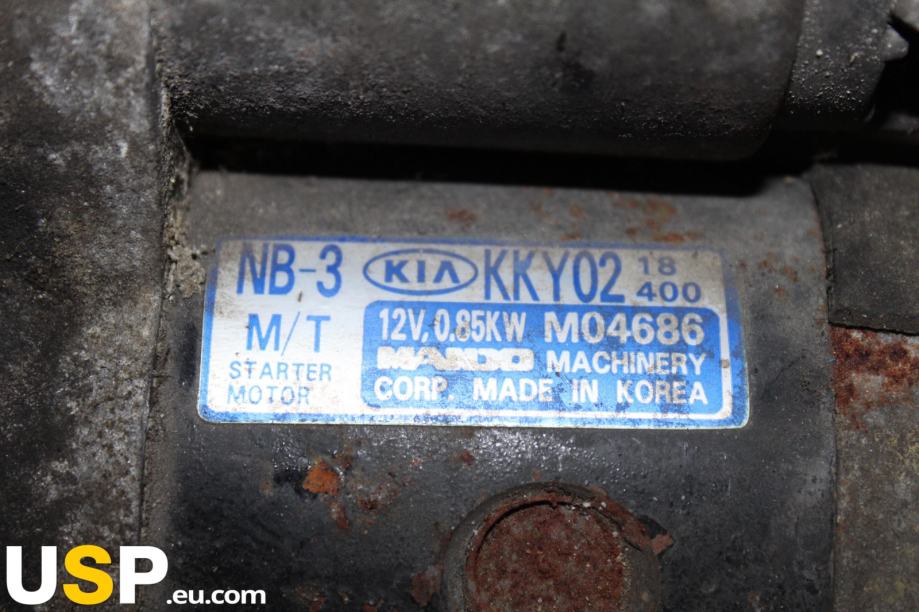 NB-3 KIA KKY02 18 400
M/T 12V, 0.85KW M04686
STARTER MANDO MACHINERY
MOTOR CORP. MADE IN KOREA
USP.eu.com